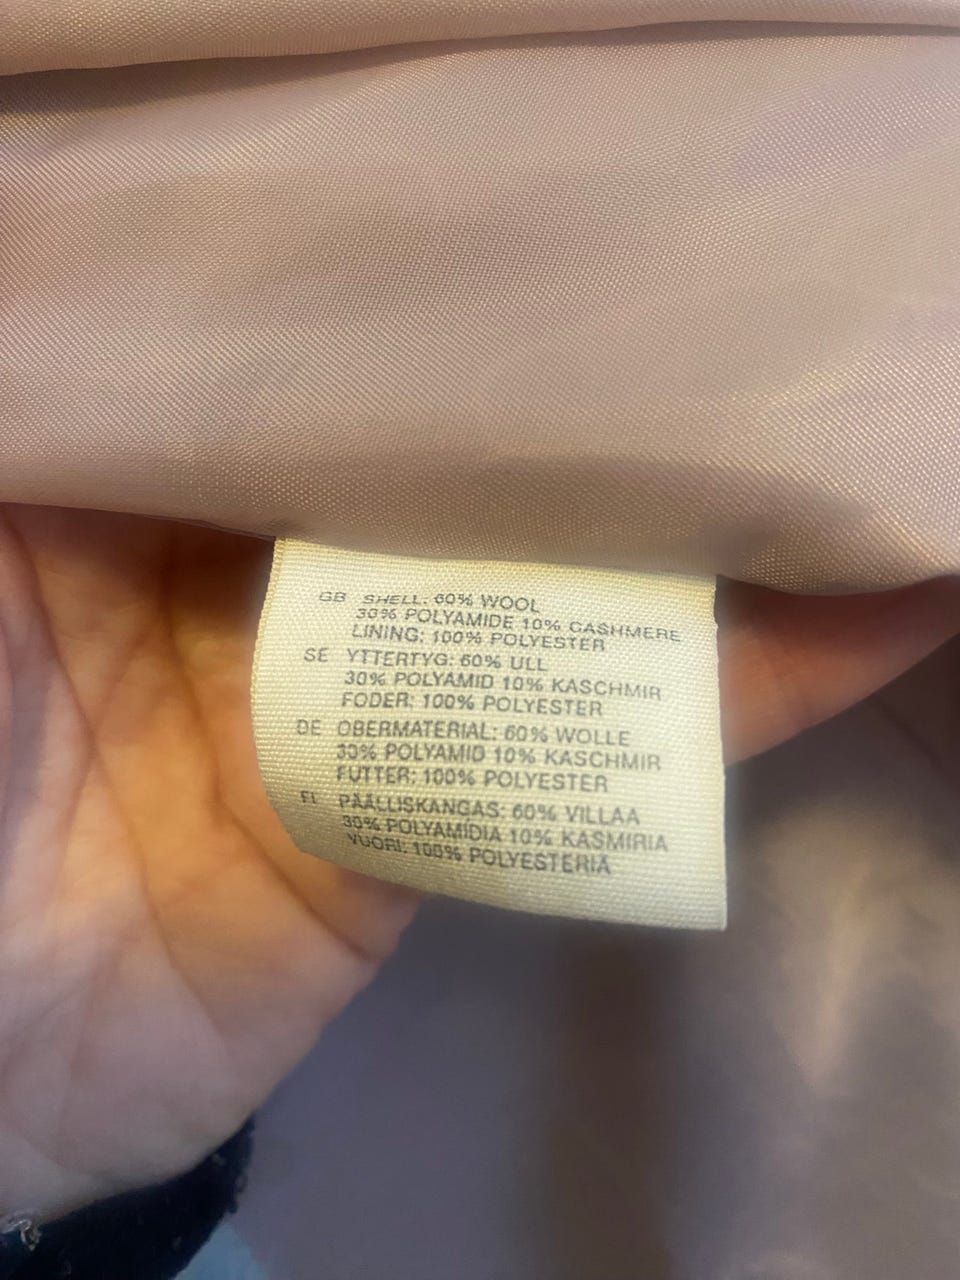 GB SHELL: 60% WOOL
30% POLYAMIDE 10% CASHMERE
LINING: 100% POLYESTER
SE YTTERTYG: 60% ULL
30% POLYAMID 10% KASCHMIR
FODER: 100% POLYESTER
DE OBERMATERIAL: 60% WOLLE
30% POLYAMID 10% KASCHMIR
FUTTER: 100% POLYESTER
FI PÄÄLLISKANGAS: 60% VILLAA
30% POLYAMIDIA 10% KASMIRIA
VUORI: 100% POLYESTERIA